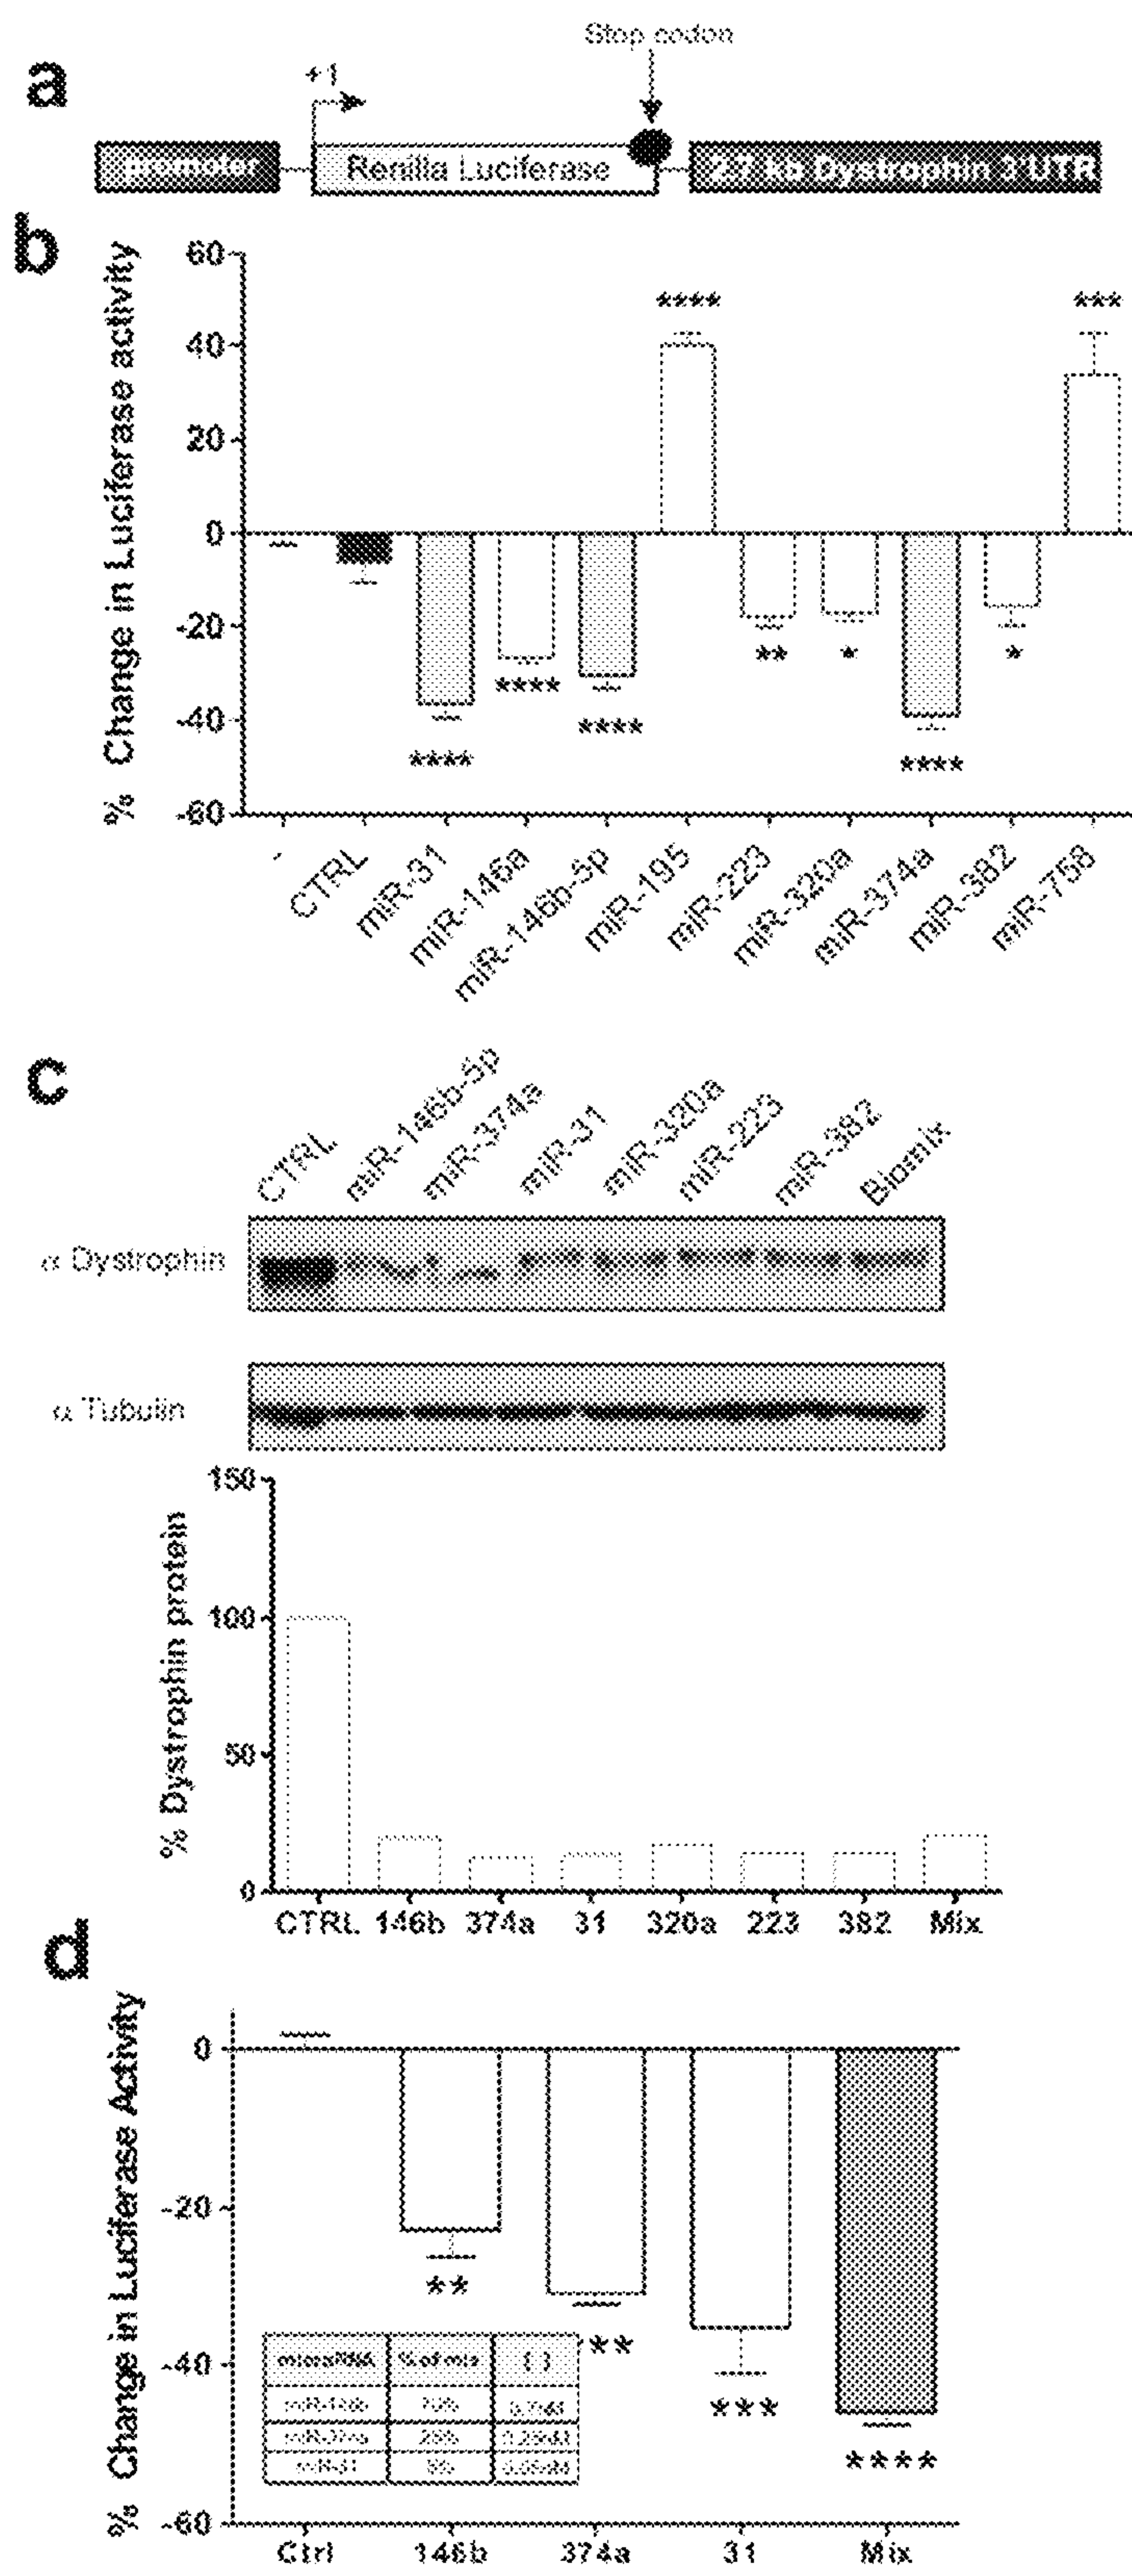 a
Stop codon
+1
promoter
Renilla Luciferase
2.7 kb Dystrophin 3'UTR
b
% Change in Luciferase activity
60
40
20
0
-20
-40
-60
****
***
****
****
****
**
*
****
*
-
CTRL
miR-31
miR-146a
miR-146b-5p
miR-195
miR-223
miR-320a
miR-374a
miR-382
miR-758
c
CTRL
miR-146b-5p
miR-374a
miR-31
miR-320a
miR-223
miR-382
Biomix
α Dystrophin
α Tubulin
% Dystrophin protein
150
100
50
0
CTRL 146b 374a 31 320a 223 382 Mix
d
% Change in Luciferase Activity
0
-20
-40
-60
**
**
***
****
microRNA % of mix [ ]
miR-31
Ctrl 146b 374a 31 Mix